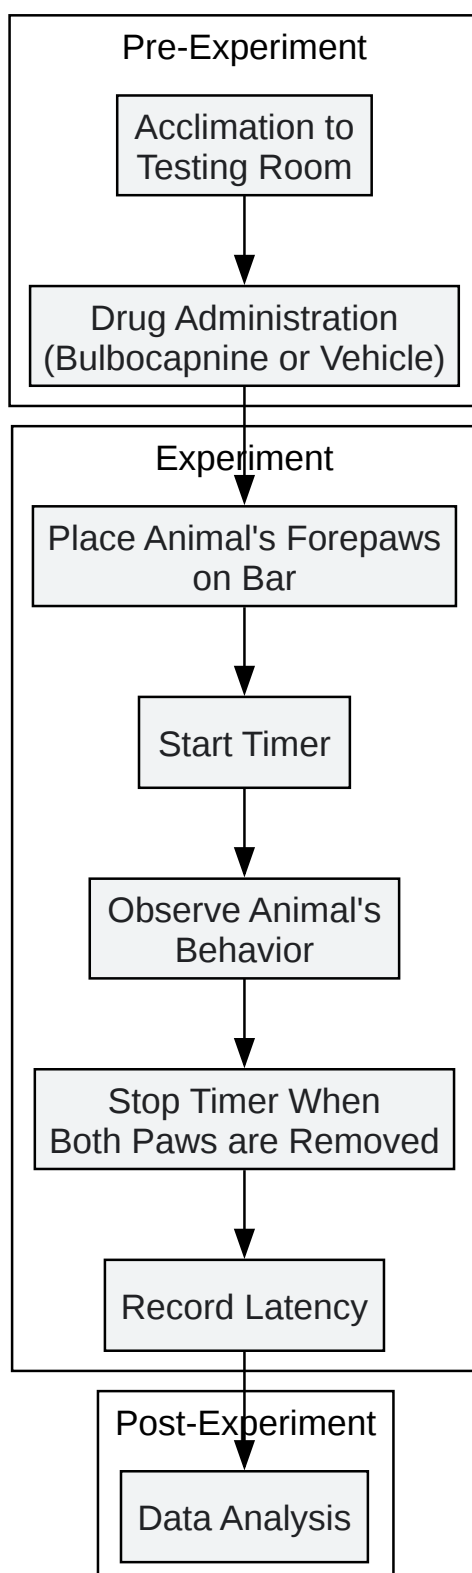 Pre-Experiment
Acclimation to
Testing Room
Drug Administration
(Bulbocapnine or Vehicle)
Experiment
Place Animal's Forepaws
on Bar
Start Timer
Observe Animal's
Behavior
Stop Timer When
Both Paws are Removed
Record Latency
Post-Experiment
Data Analysis